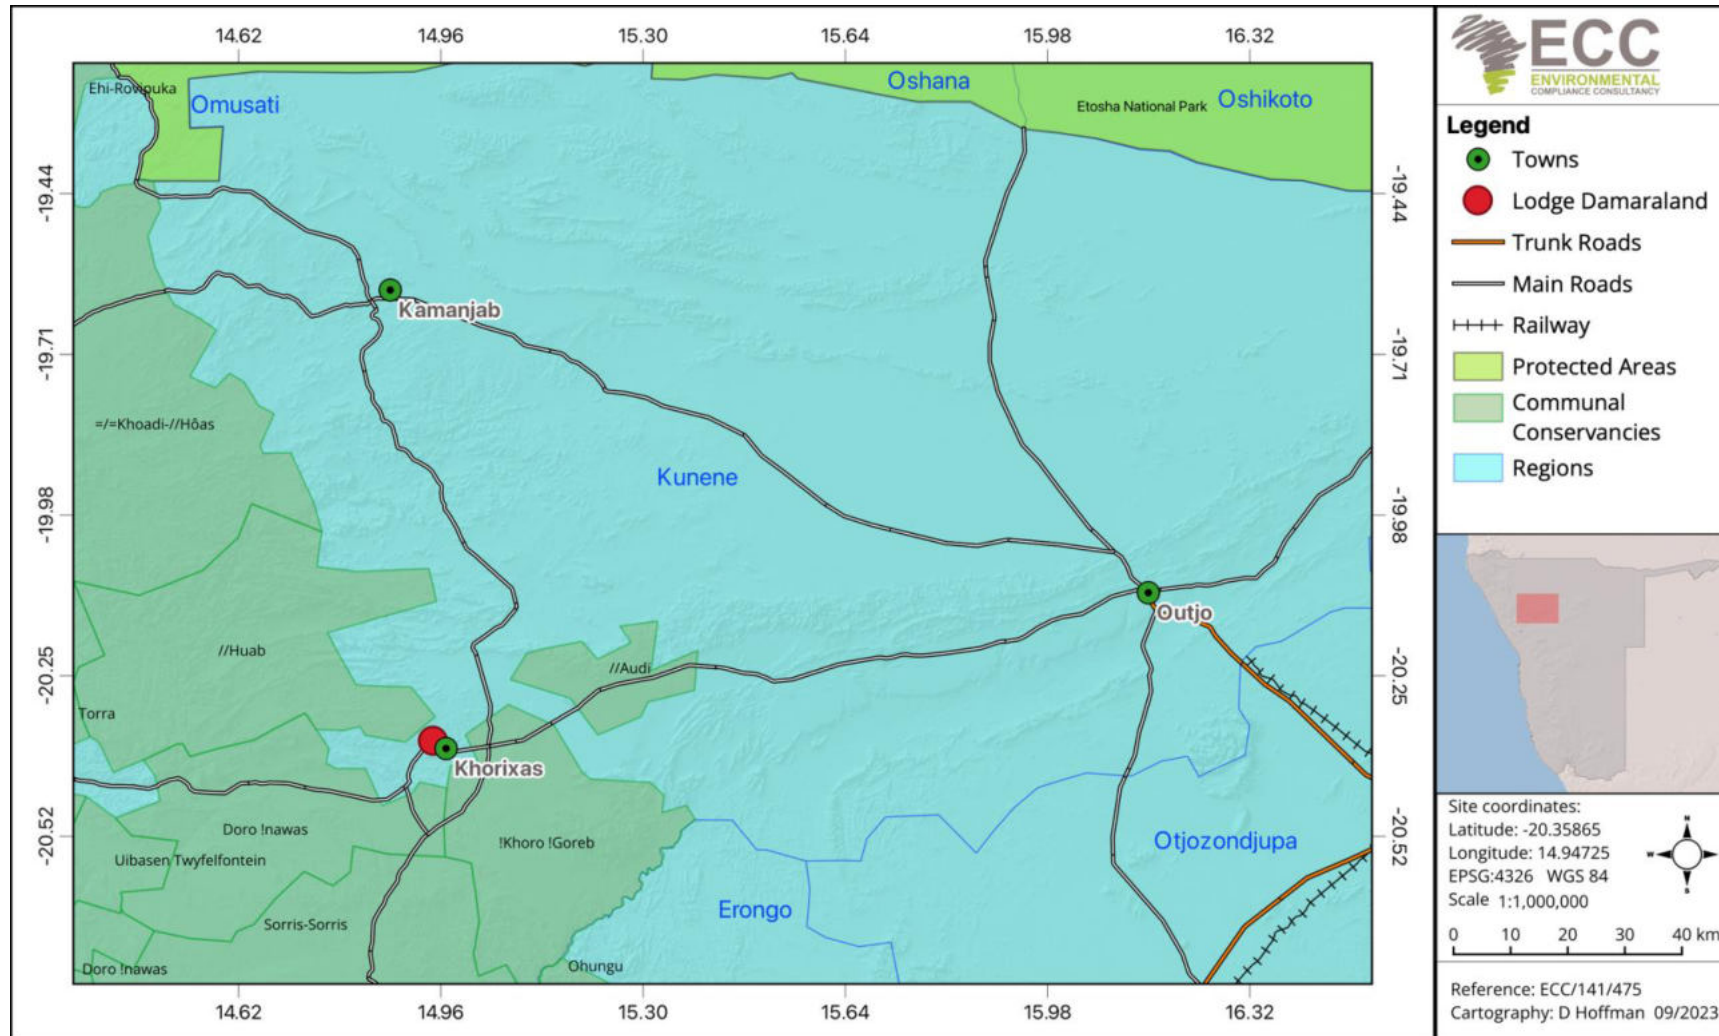 14.62 14.96 15.30 15.64 15.98 16.32
Ehi-Rovipuka
Omusati
Oshana
Etosha National Park
Oshikoto
-19.44 -19.44
Kamanjab
-19.71 -19.71
=/=Khoadi-//Hôas
Kunene
-19.98 -19.98
Outjo
//Huab
//Audi
-20.25 -20.25
Torra
Khorixas
Doro !nawas
!Khoro !Goreb
Otjozondjupa
-20.52 -20.52
Uibasen Twyfelfontein
Erongo
Sorris-Sorris
Doro !nawas
Ohungu
14.62 14.96 15.30 15.64 15.98 16.32
ECC
ENVIRONMENTAL
COMPLIANCE CONSULTANCY
Legend
Towns
Lodge Damaraland
Trunk Roads
Main Roads
Railway
Protected Areas
Communal
Conservancies
Regions
Site coordinates:
Latitude: -20.35865
Longitude: 14.94725
EPSG:4326 WGS 84
Scale 1:1,000,000
N
W
S
0 10 20 30 40 km
Reference: ECC/141/475
Cartography: D Hoffman 09/2023